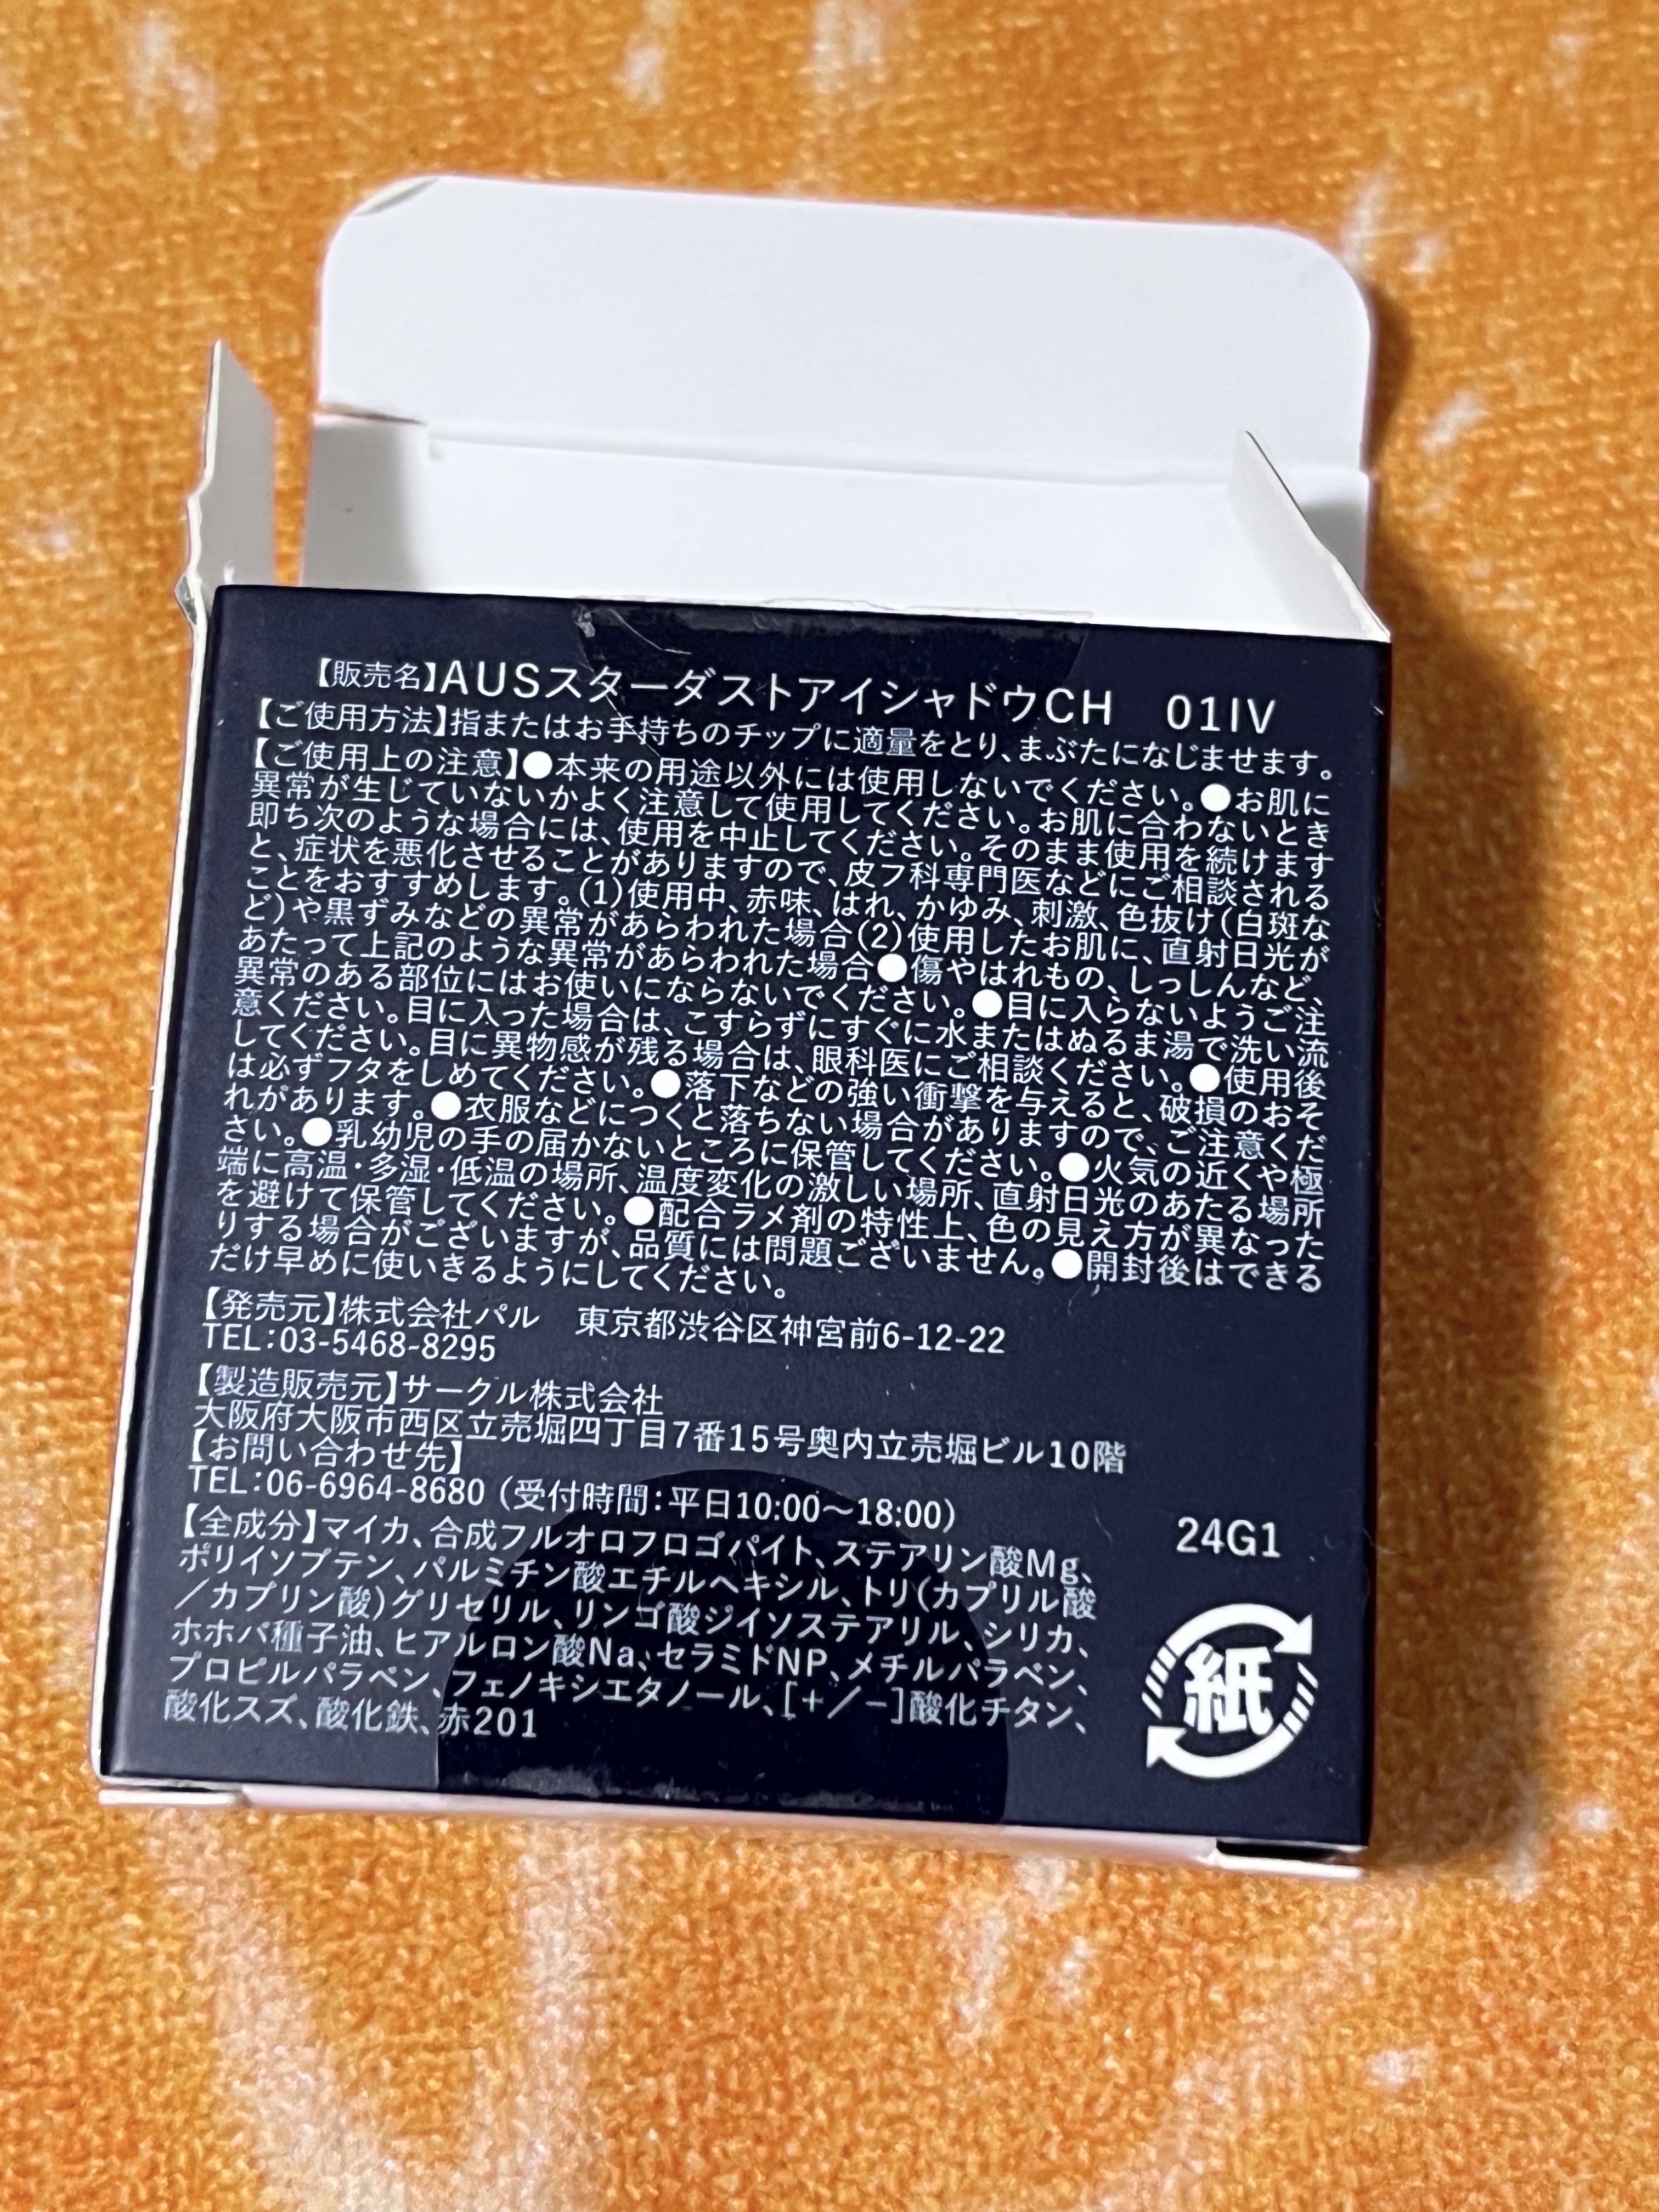 【販売名】AUSスターダストアイシャドウCH　01IV
【ご使用方法】指またはお手持ちのチップに適量をとり、まぶたになじませます。
【ご使用上の注意】●本来の用途以外には使用しないでください。●お肌に
異常が生じていないかよく注意して使用してください。お肌に合わないとき
即ち次のような場合には、使用を中止してください。そのまま使用を続けます
と、症状を悪化させることがありますので、皮フ科専門医などにご相談される
ことをおすすめします。(1)使用中、赤味、はれ、かゆみ、刺激、色抜け(白斑な
ど)や黒ずみなどの異常があらわれた場合(2)使用したお肌に、直射日光が
あたって上記のような異常があらわれた場合●傷やはれもの、しっしんなど、
異常のある部位にはお使いにならないでください。●目に入らないようご注
意ください。目に入った場合は、こすらずにすぐに水またはぬるま湯で洗い流
してください。目に異物感が残る場合は、眼科医にご相談ください。●使用後
は必ずフタをしめてください。●落下などの強い衝撃を与えると、破損のおそ
れがあります。●衣服などにつくと落ちない場合がありますので、ご注意くだ
さい。●乳幼児の手の届かないところに保管してください。●火気の近くや極
端に高温・多湿・低温の場所、温度変化の激しい場所、直射日光のあたる場所
を避けて保管してください。●配合ラメ剤の特性上、色の見え方が異なった
りする場合がございますが、品質には問題ございません。●開封後はできる
だけ早めに使いきるようにしてください。
【発売元】株式会社パル　東京都渋谷区神宮前6-12-22
TEL:03-5468-8295
【製造販売元】サークル株式会社
大阪府大阪市西区立売堀四丁目7番15号奥内立売堀ビル10階
【お問い合わせ先】
TEL:06-6964-8680（受付時間：平日10:00～18:00）
【全成分】マイカ、合成フルオロフロゴパイト、ステアリン酸Mg、
ポリイソブテン、パルミチン酸エチルヘキシル、トリ(カプリル酸
／カプリン酸)グリセリル、リンゴ酸ジイソステアリル、シリカ、
ホホバ種子油、ヒアルロン酸Na、セラミドNP、メチルパラベン、
プロピルパラベン、フェノキシエタノール、[＋／－]酸化チタン、
酸化スズ、酸化鉄、赤201
24G1
紙